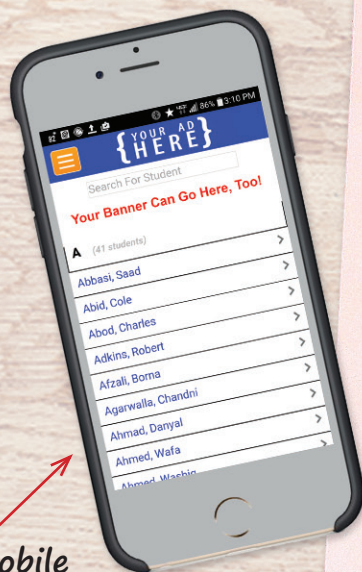 86% 3:10 PM
{YOUR AD
HERE}
Search For Student
Your Banner Can Go Here, Too!
A (41 students)
Abbasi, Saad
Abid, Cole
Abod, Charles
Adkins, Robert
Afzali, Borna
Agarwalla, Chandni
Ahmad, Danyal
Ahmed, Wafa
Ahmed,
obile